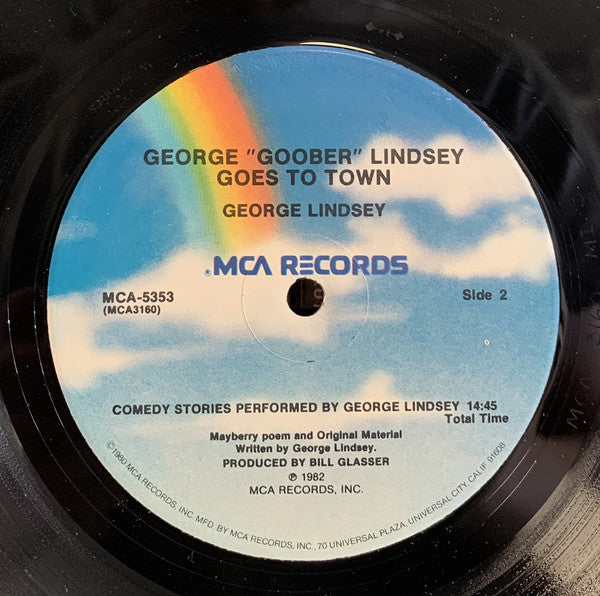 GEORGE "GOOBER" LINDSEY
GOES TO TOWN
GEORGE LINDSEY
®MCA RECORDS
MCA-5353
(MCA3160)
Side 2
COMEDY STORIES PERFORMED BY GEORGE LINDSEY 14:45
Total Time
Mayberry poem and Original Material
Written by George Lindsey.
PRODUCED BY BILL GLASSER
℗ 1982
MCA RECORDS, INC.
©1980 MCA RECORDS, INC. MFD. BY MCA RECORDS, INC., 70 UNIVERSAL PLAZA, UNIVERSAL CITY, CALIF. 91608